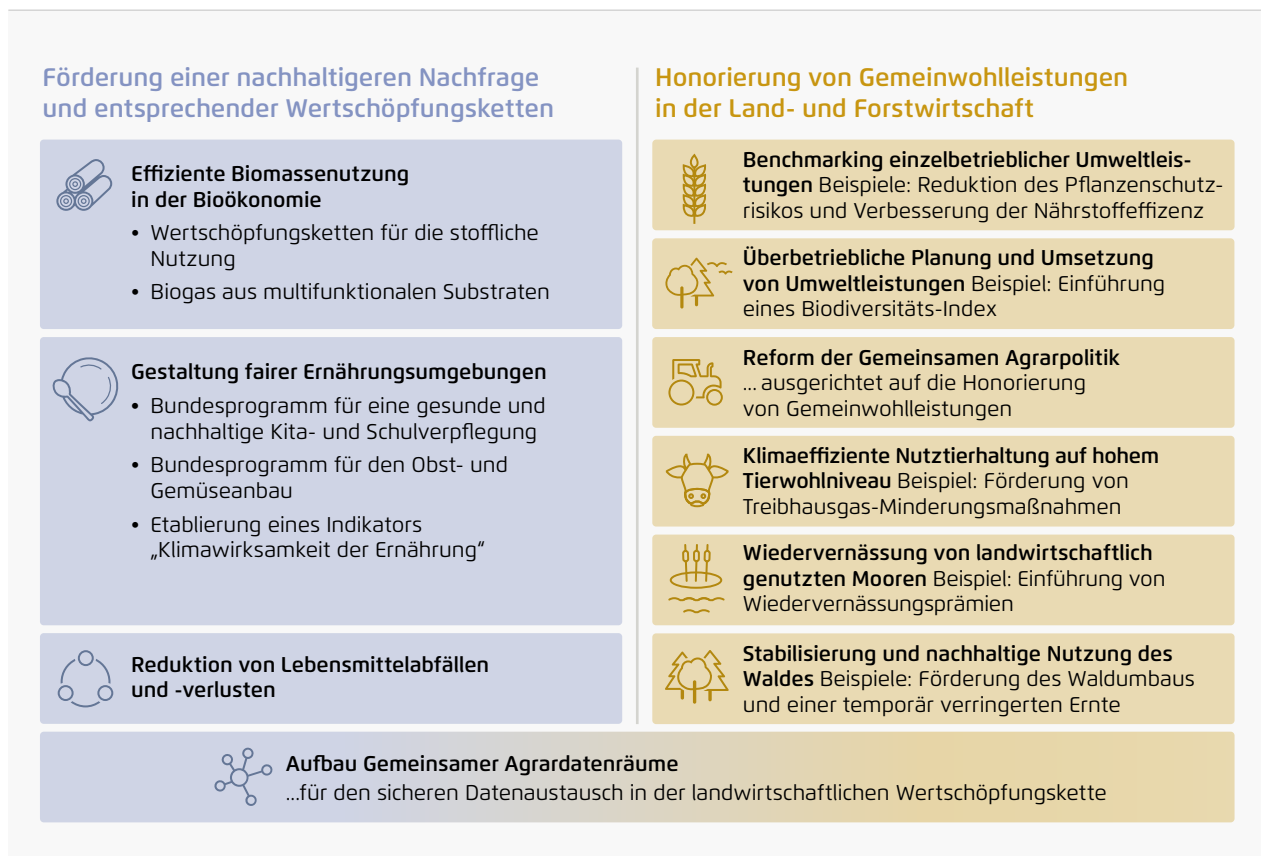 Förderung einer nachhaltigeren Nachfrage
und entsprechender Wertschöpfungsketten
Effiziente Biomassenutzung
in der Bioökonomie
• Wertschöpfungsketten für die stoffliche
Nutzung
• Biogas aus multifunktionalen Substraten
Gestaltung fairer Ernährungsumgebungen
• Bundesprogramm für eine gesunde und
nachhaltige Kita- und Schulverpflegung
• Bundesprogramm für den Obst- und
Gemüseanbau
• Etablierung eines Indikators
„Klimawirksamkeit der Ernährung“
Reduktion von Lebensmittelabfällen
und -verlusten
Honorierung von Gemeinwohlleistungen
in der Land- und Forstwirtschaft
Benchmarking einzelbetrieblicher Umweltleis-
tungen Beispiele: Reduktion des Pflanzenschutz-
risikos und Verbesserung der Nährstoffeffizenz
Überbetriebliche Planung und Umsetzung
von Umweltleistungen Beispiel: Einführung
eines Biodiversitäts-Index
Reform der Gemeinsamen Agrarpolitik
... ausgerichtet auf die Honorierung
von Gemeinwohlleistungen
Klimaeffiziente Nutztierhaltung auf hohem
Tierwohlniveau Beispiel: Förderung von
Treibhausgas-Minderungsmaßnahmen
Wiedervernässung von landwirtschaftlich
genutzten Mooren Beispiel: Einführung von
Wiedervernässungsprämien
Stabilisierung und nachhaltige Nutzung des
Waldes Beispiele: Förderung des Waldumbaus
und einer temporär verringerten Ernte
Aufbau Gemeinsamer Agrardatenräume
...für den sicheren Datenaustausch in der landwirtschaftlichen Wertschöpfungskette